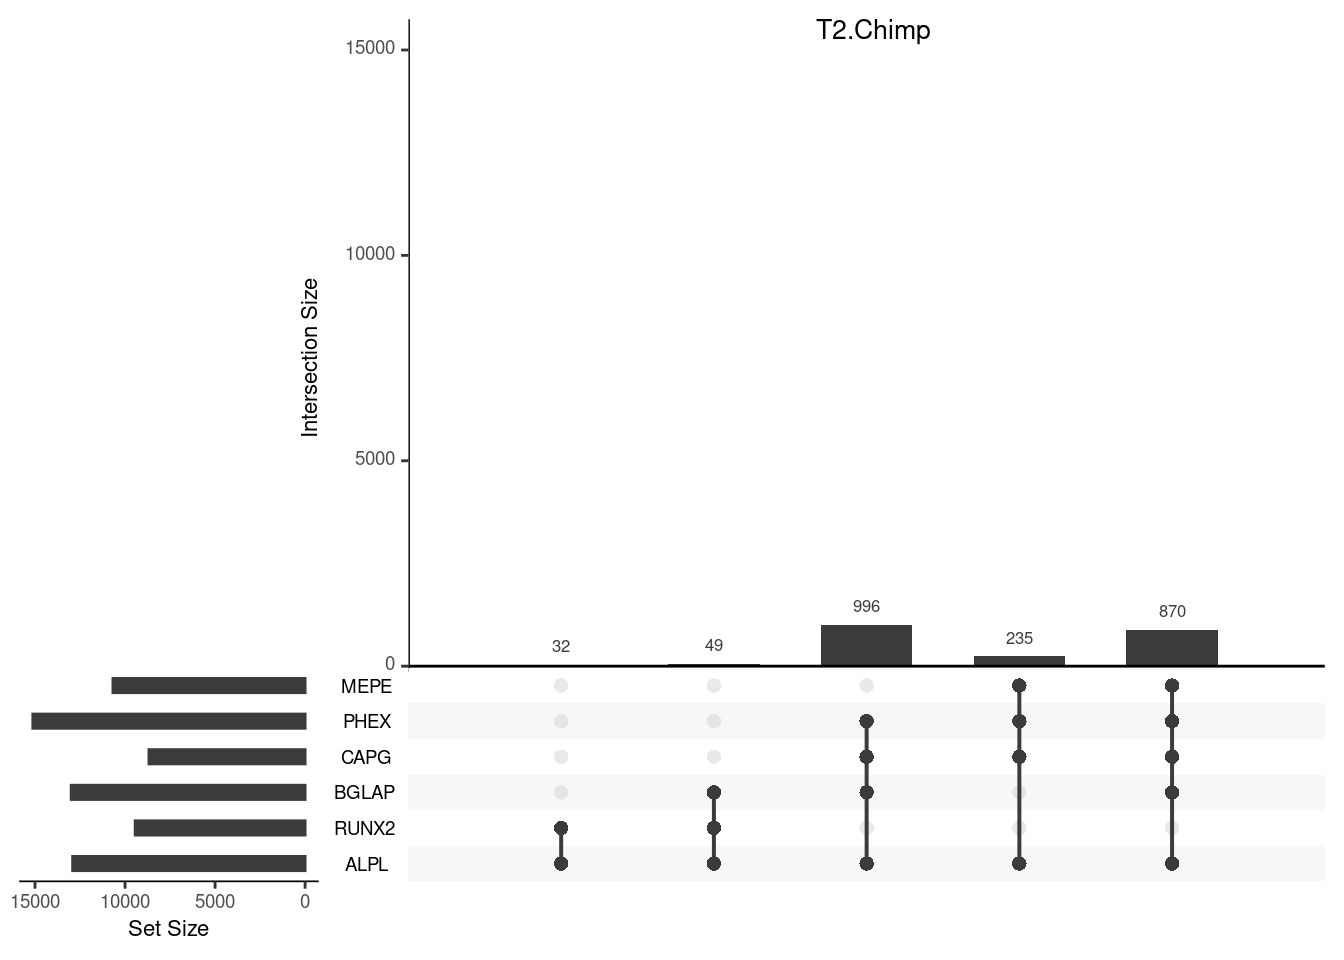 T2.Chimp
15000
10000
5000
0
Intersection Size
32
49
996
235
870
MEPE
PHEX
CAPG
BGLAP
RUNX2
ALPL
15000 10000 5000 0
Set Size